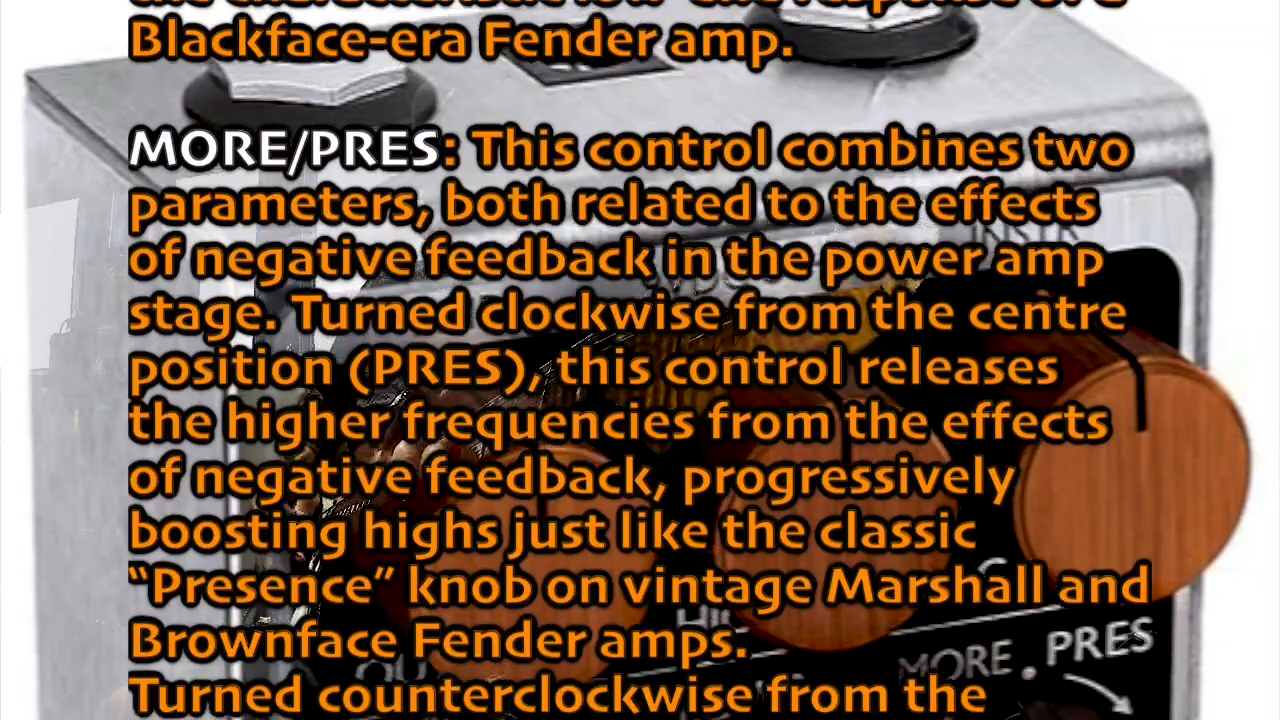 Blackface-era Fender amp.
MORE/PRES: This control combines two
parameters, both related to the effects
of negative feedback in the power amp
stage. Turned clockwise from the centre
position (PRES), this control releases
the higher frequencies from the effects
of negative feedback, progressively
boosting highs just like the classic
“Presence” knob on vintage Marshall and
Brownface Fender amps.
Turned counterclockwise from the
MORE . PRES